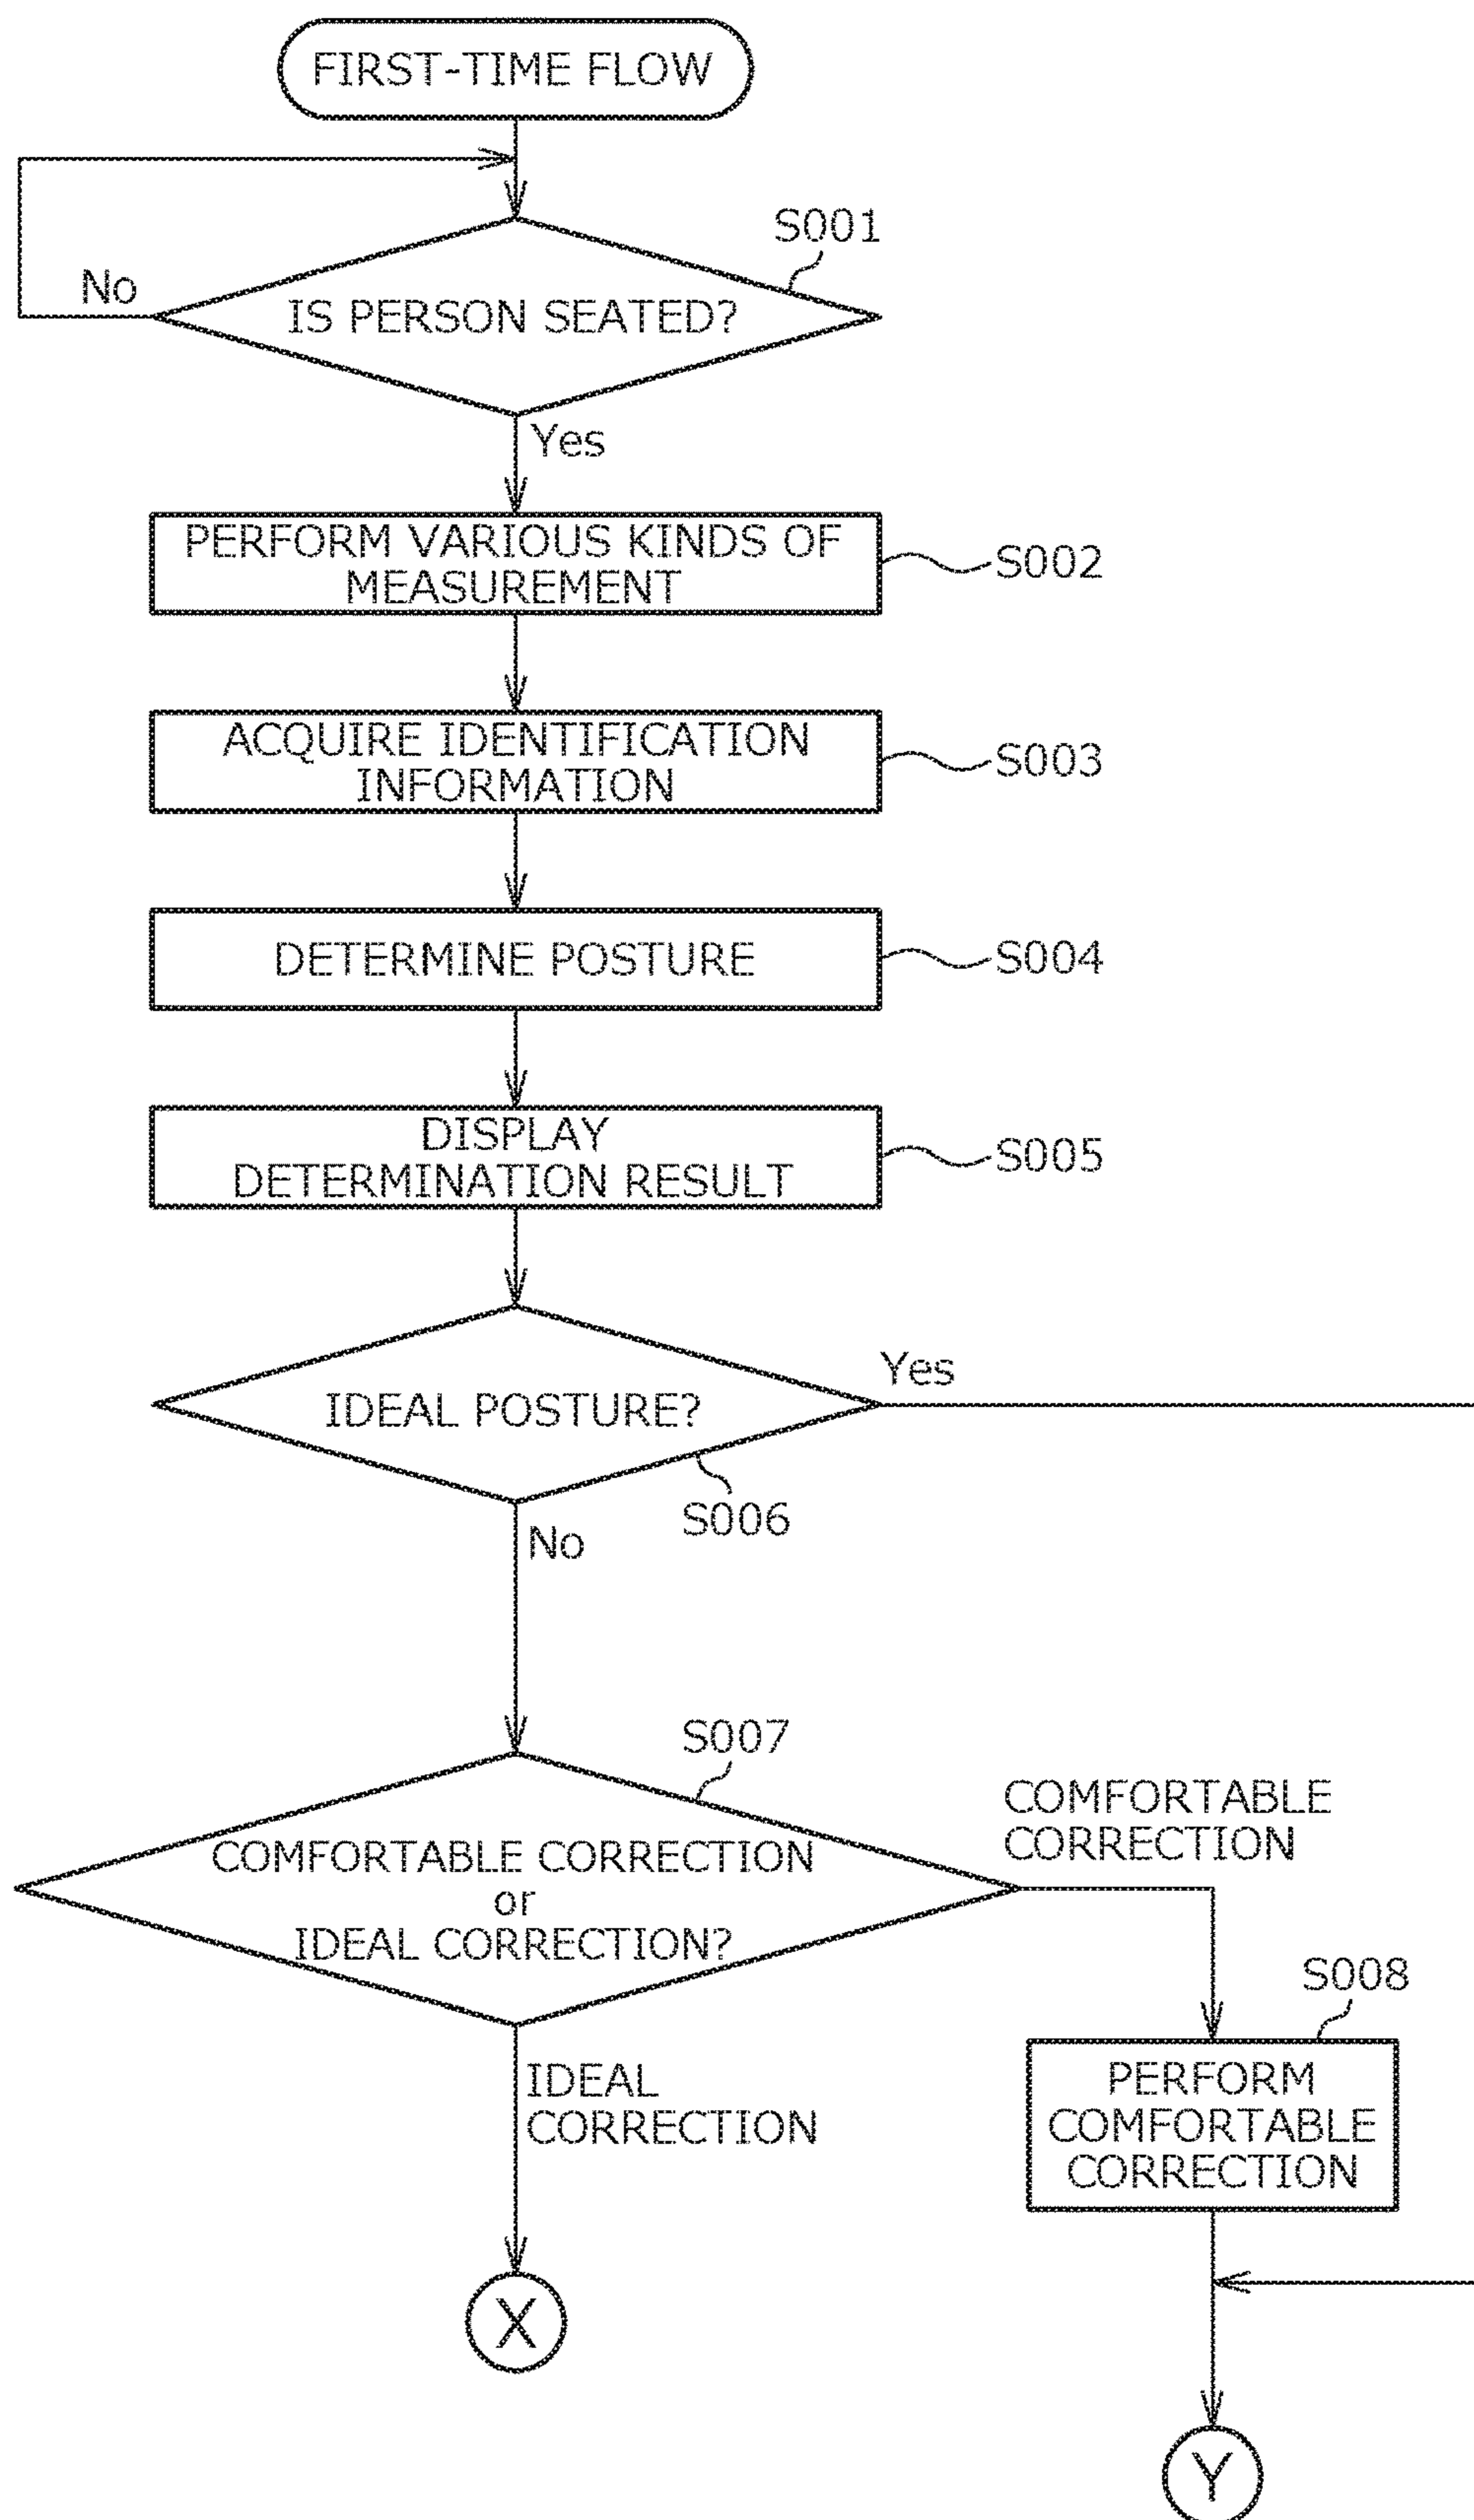 FIRST-TIME FLOW
S001
No
IS PERSON SEATED?
Yes
PERFORM VARIOUS KINDS OF
MEASUREMENT
S002
ACQUIRE IDENTIFICATION
INFORMATION
S003
DETERMINE POSTURE
S004
DISPLAY
DETERMINATION RESULT
S005
Yes
IDEAL POSTURE?
S006
No
S007
COMFORTABLE
CORRECTION
COMFORTABLE CORRECTION
or
IDEAL CORRECTION?
S008
IDEAL
CORRECTION
PERFORM
COMFORTABLE
CORRECTION
X
Y